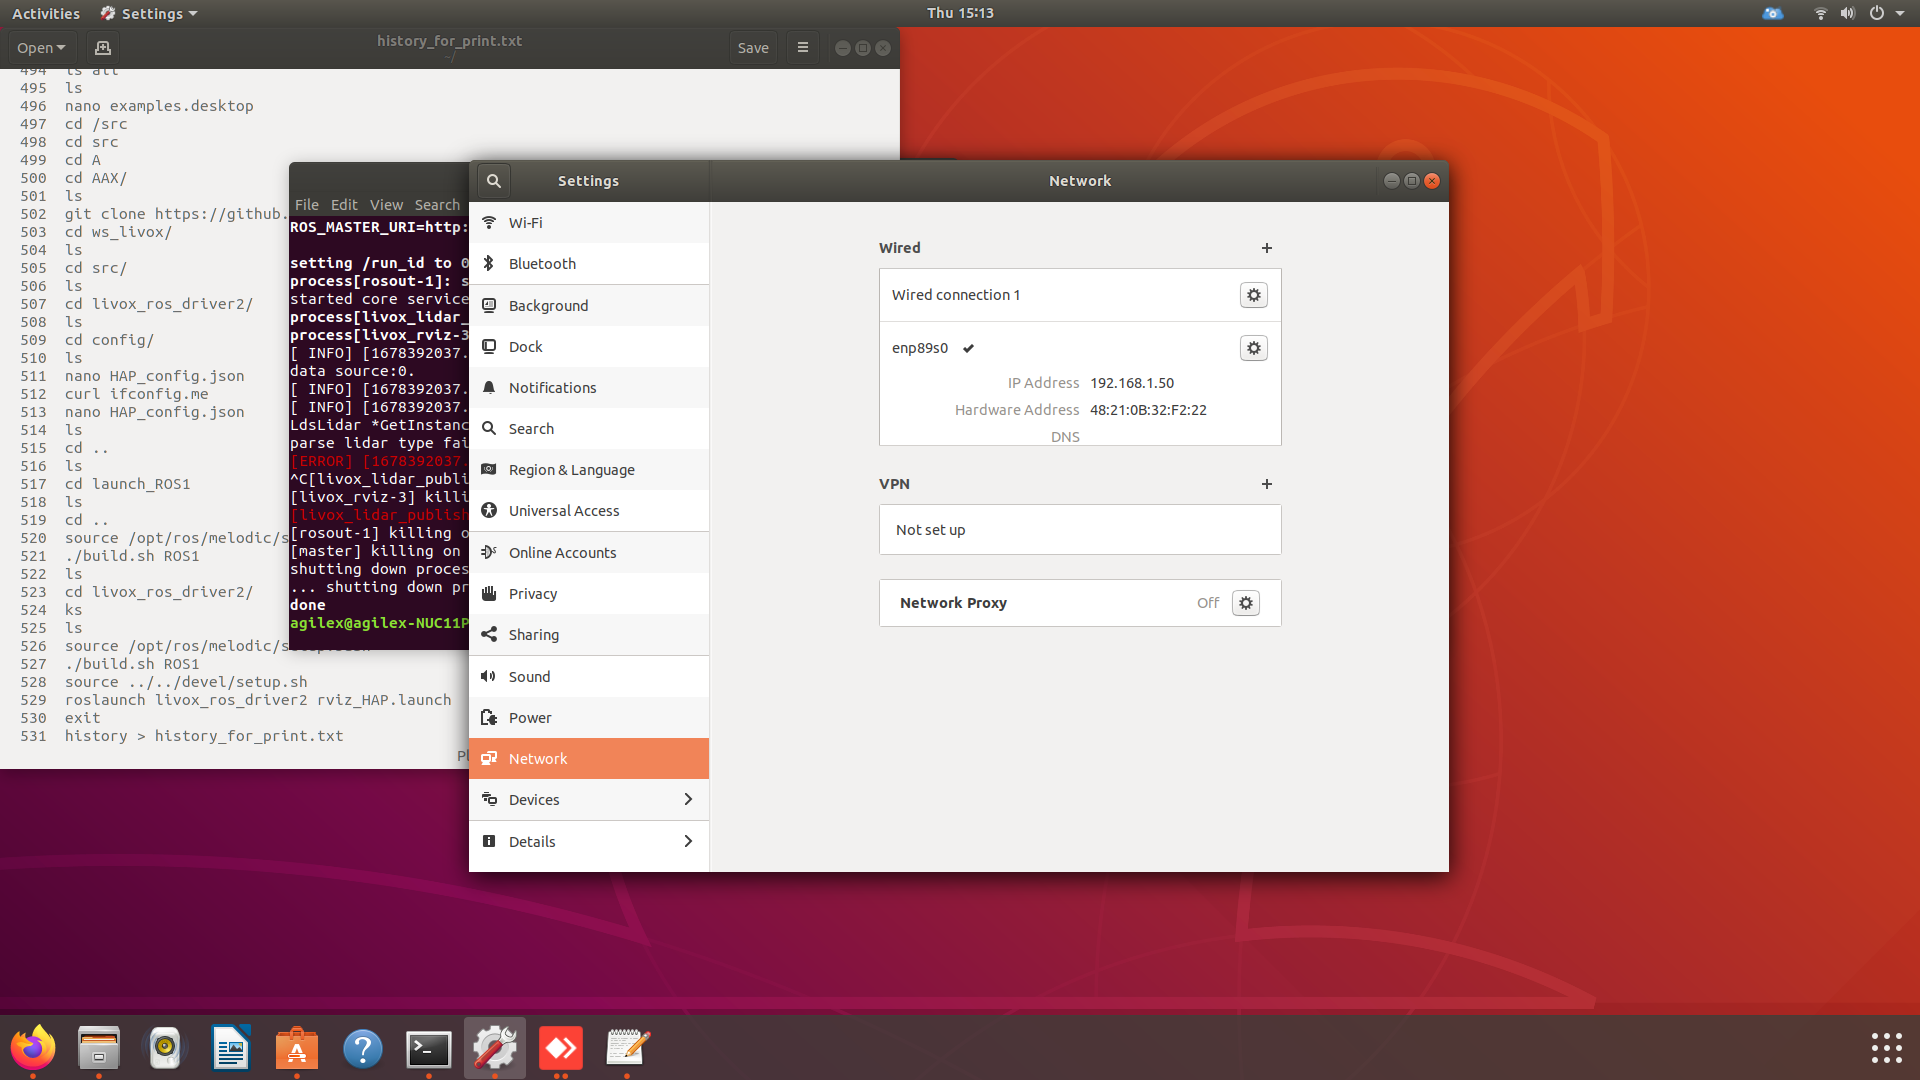 Activities
Settings
Thu 15:13
Open
history_for_print.txt
~/
Save
494 ls all
495 ls
496 nano examples.desktop
497 cd /src
498 cd src
499 cd A
500 cd AAX/
501 ls
502 git clone https://github.
503 cd ws_livox/
504 ls
505 cd src/
506 ls
507 cd livox_ros_driver2/
508 ls
509 cd config/
510 ls
511 nano HAP_config.json
512 curl ifconfig.me
513 nano HAP_config.json
514 ls
515 cd ..
516 ls
517 cd launch_ROS1
518 ls
519 cd ..
520 source /opt/ros/melodic/s
521 ./build.sh ROS1
522 ls
523 cd livox_ros_driver2/
524 ks
525 ls
526 source /opt/ros/melodic/
527 ./build.sh ROS1
528 source ../../devel/setup.sh
529 roslaunch livox_ros_driver2 rviz_HAP.launch
530 exit
531 history > history_for_print.txt
Pl
File Edit View Search
ROS_MASTER_URI=http:
setting /run_id to 0
process[rosout-1]: s
started core service
process[livox_lidar_
process[livox_rviz-3
[ INFO] [1678392037.
data source:0.
[ INFO] [1678392037.
[ INFO] [1678392037.
LdsLidar *GetInstanc
parse lidar type fai
[ERROR] [1678392037.
^C[livox_lidar_publi
[livox_rviz-3] killi
[livox_lidar_publish
[rosout-1] killing o
[master] killing on
shutting down proces
... shutting down pr
done
agilex@agilex-NUC11P
Settings
Network
Wi-Fi
Bluetooth
Background
Dock
Notifications
Search
Region & Language
Universal Access
Online Accounts
Privacy
Sharing
Sound
Power
Network
Devices
Details
Wired
Wired connection 1
enp89s0
IP Address 192.168.1.50
Hardware Address 48:21:0B:32:F2:22
DNS
VPN
Not set up
Network Proxy Off